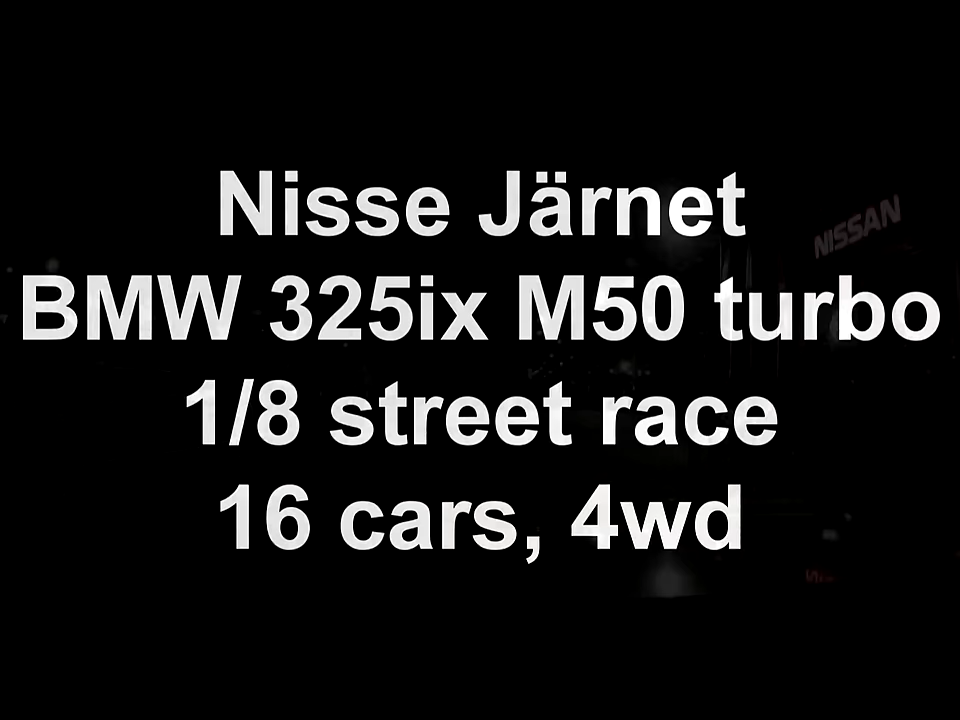 Nisse Järnet
NISSAN
BMW 325ix M50 turbo
1/8 street race
16 cars, 4wd